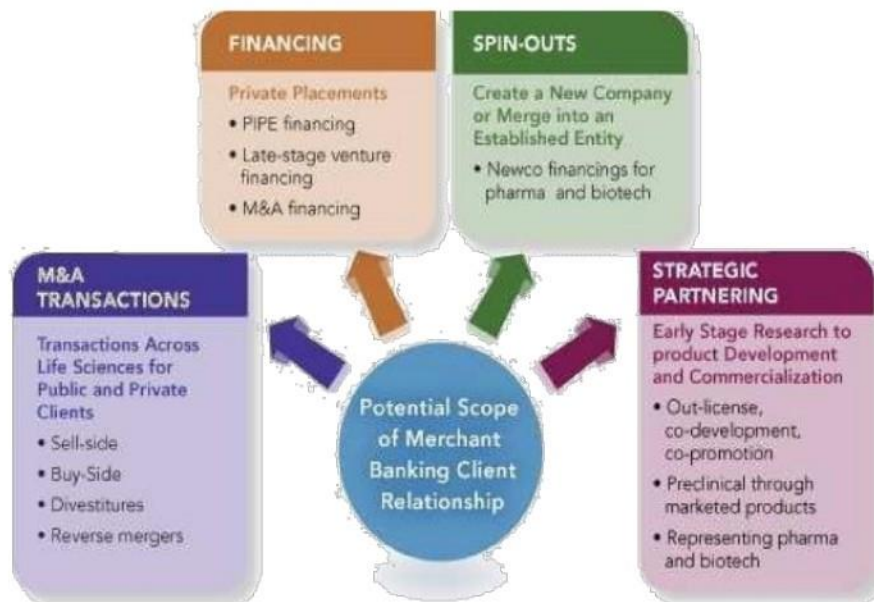 FINANCING
Private Placements
• PIPE financing
• Late-stage venture
financing
• M&A financing
SPIN-OUTS
Create a New Company
or Merge into an
Established Entity
• Newco financings for
pharma and biotech
M&A
TRANSACTIONS
Transactions Across
Life Sciences for
Public and Private
Clients
• Sell-side
• Buy-Side
• Divestitures
• Reverse mergers
Potential Scope
of Merchant
Banking Client
Relationship
STRATEGIC
PARTNERING
Early Stage Research to
product Development
and Commercialization
• Out-license,
co-development,
co-promotion
• Preclinical through
marketed products
• Representing pharma
and biotech